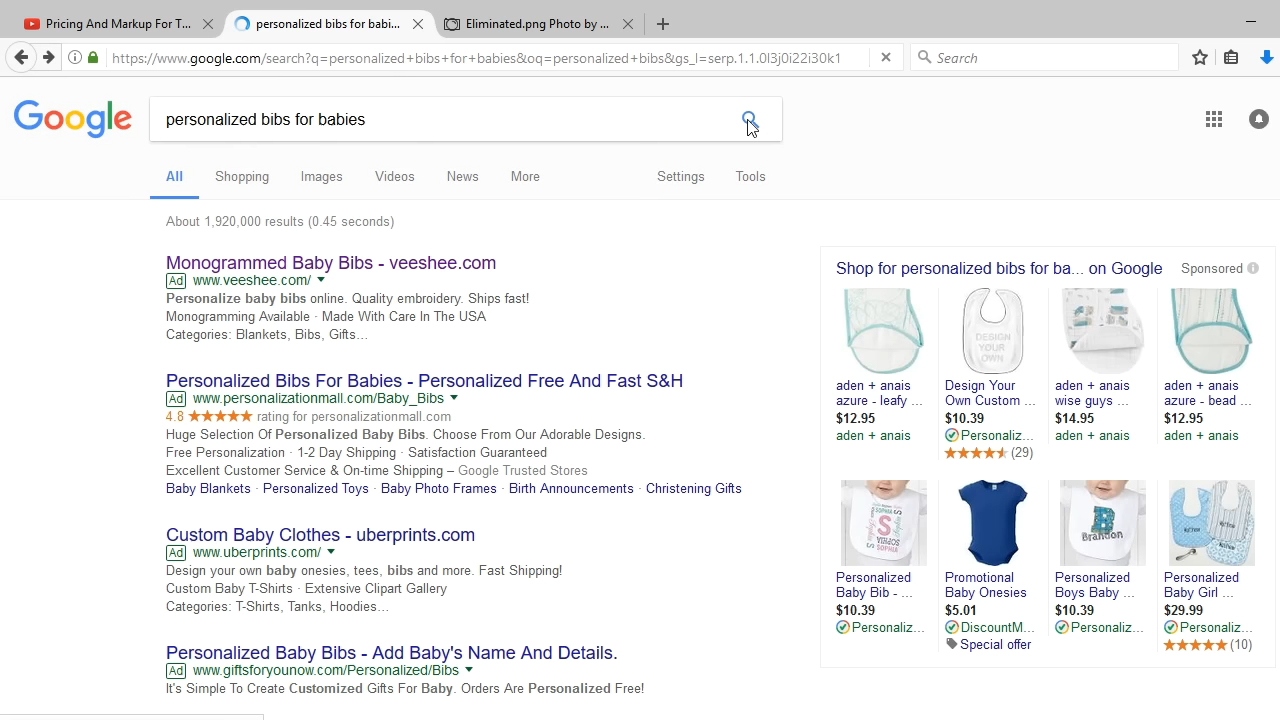 Pricing And Markup For T...
personalized bibs for babi...
Eliminated.png Photo by ...
https://www.google.com/search?q=personalized+bibs+for+babies&oq=personalized+bibs&gs_l=serp.1.1.0l3j0i22i30k1
Search
Google
personalized bibs for babies
All Shopping Images Videos News More Settings Tools
About 1,920,000 results (0.45 seconds)
Monogrammed Baby Bibs - veeshee.com
Ad www.veeshee.com/
Personalize baby bibs online. Quality embroidery. Ships fast!
Monogramming Available · Made With Care In The USA
Categories: Blankets, Bibs, Gifts...
Personalized Bibs For Babies - Personalized Free And Fast S&H
Ad www.personalizationmall.com/Baby_Bibs
4.8 ★★★★★ rating for personalizationmall.com
Huge Selection Of Personalized Baby Bibs. Choose From Our Adorable Designs.
Free Personalization · 1-2 Day Shipping · Satisfaction Guaranteed
Excellent Customer Service & On-time Shipping – Google Trusted Stores
Baby Blankets · Personalized Toys · Baby Photo Frames · Birth Announcements · Christening Gifts
Custom Baby Clothes - uberprints.com
Ad www.uberprints.com/
Design your own baby onesies, tees, bibs and more. Fast Shipping!
Custom Baby T-Shirts · Extensive Clipart Gallery
Categories: T-Shirts, Tanks, Hoodies...
Personalized Baby Bibs - Add Baby's Name And Details.
Ad www.giftsforyounow.com/Personalized/Bibs
It's Simple To Create Customized Gifts For Baby. Orders Are Personalized Free!
Shop for personalized bibs for ba... on Google Sponsored
DESIGN
YOUR
OWN
aden + anais
azure - leafy ...
$12.95
aden + anais
Design Your
Own Custom ...
$10.39
Personaliz...
(29)
aden + anais
wise guys ...
$14.95
aden + anais
aden + anais
azure - bead ...
$12.95
aden + anais
SOPHIA
S
SOPHIA
B
Brandon
Personalized
Baby Bib - ...
$10.39
Personaliz...
Promotional
Baby Onesies
$5.01
DiscountM...
Special offer
Personalized
Boys Baby ...
$10.39
Personaliz...
Personalized
Baby Girl ...
$29.99
Personaliz...
(10)